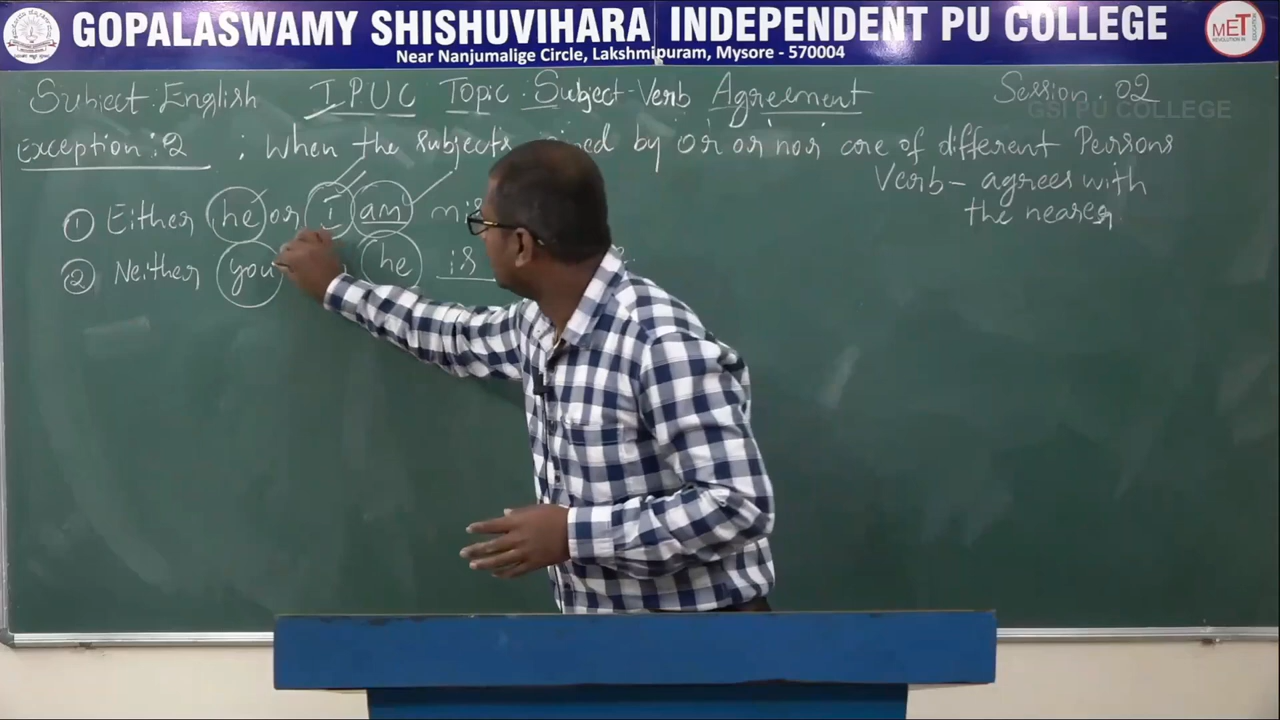 GOPALASWAMY SHISHUVIHARA INDEPENDENT PU COLLEGE
Near Nanjumalige Circle, Lakshmipuram, Mysore - 570004
MET
Subject: English I PUC Topic: Subject-Verb Agreement Session: 02
GSI PU COLLEGE
Exception: 2 ; When the subjects by or or nor are of different Persons
Verb - agrees with
the nearer
① Either he or i am
② Neither you he is